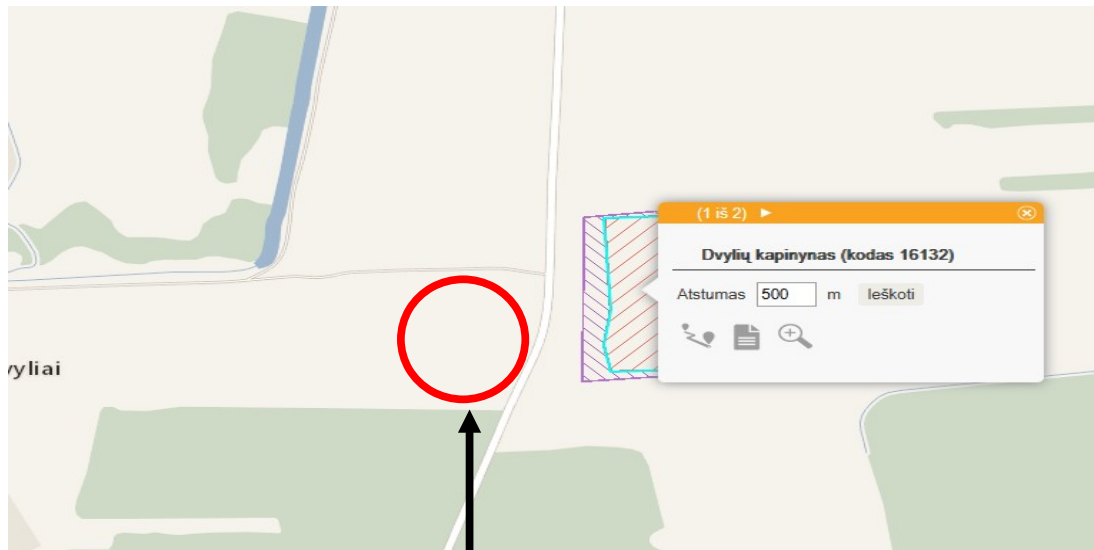 (1 iš 2) ►
Dvylių kapinynas (kodas 16132)
Atstumas 500 m Ieškoti
vyliai